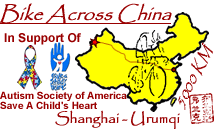 Bike Across China
In Support Of
5000 KM
Autism Society of America
Save A Child's Heart
Shanghai - Urumqi